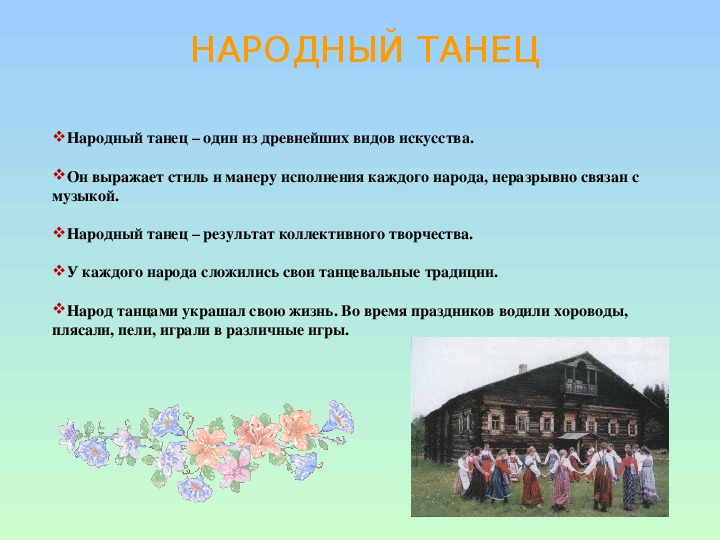 НАРОДНЫЙ ТАНЕЦ
❖Народный танец – один из древнейших видов искусства.
❖Он выражает стиль и манеру исполнения каждого народа, неразрывно связан с
музыкой.
❖Народный танец – результат коллективного творчества.
❖У каждого народа сложились свои танцевальные традиции.
❖Народ танцами украшал свою жизнь. Во время праздников водили хороводы,
плясали, пели, играли в различные игры.